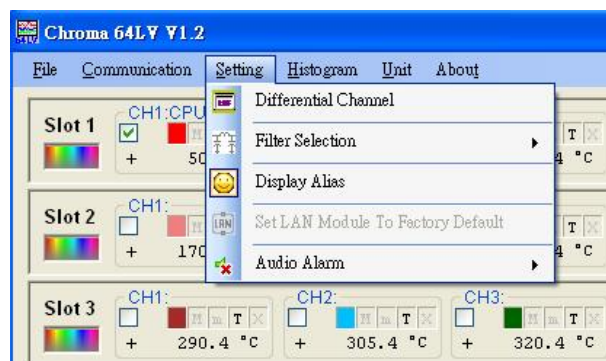 Chroma 64LV V1.2
File Communication Setting Histogram Unit About
Differential Channel
Filter Selection
Display Alias
Set LAN Module To Factory Default
Audio Alarm
Slot 1
CH1:CPU
T
+ 50
4 °C
Slot 2
CH1:
T
+ 170
4 °C
Slot 3
CH1: CH2: CH3:
M m T X M m T X M m T X
+ 290.4 °C + 305.4 °C + 320.4 °C